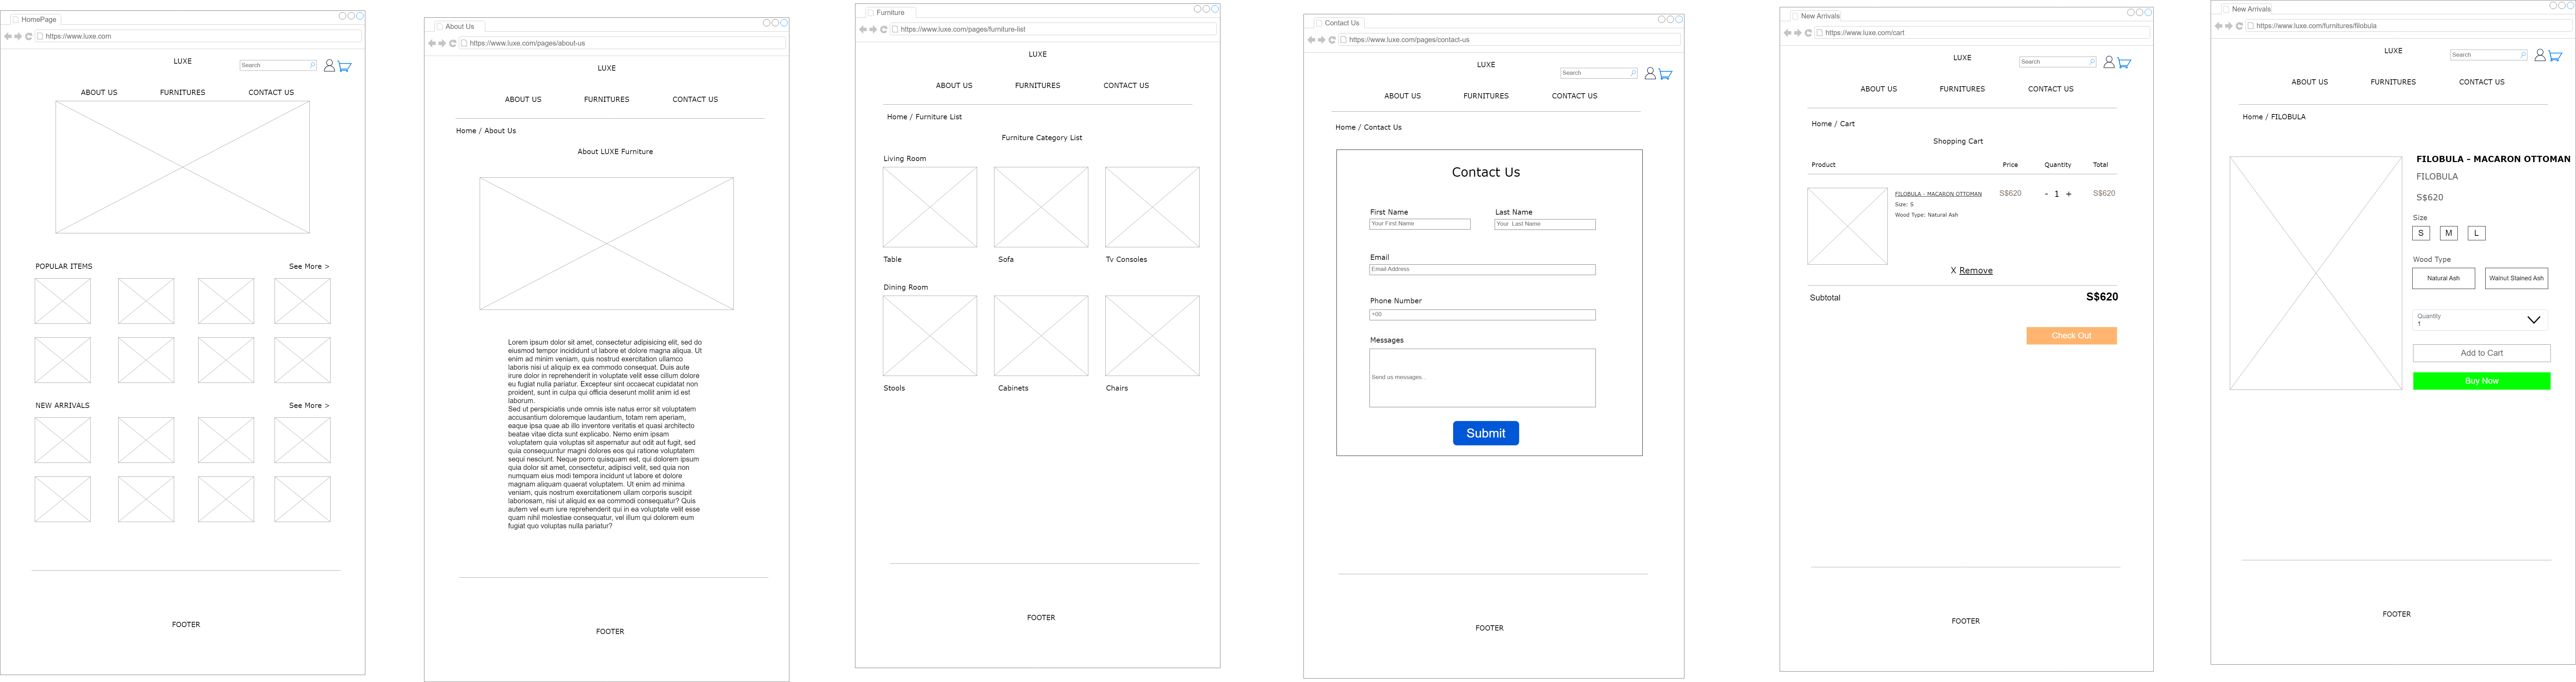 HomePage
https://www.luxe.com
LUXE
Search
ABOUT US
FURNITURES
CONTACT US
POPULAR ITEMS
See More >
NEW ARRIVALS
See More >
FOOTER
About Us
https://www.luxe.com/pages/about-us
LUXE
ABOUT US
FURNITURES
CONTACT US
Home / About Us
About LUXE Furniture
Lorem ipsum dolor sit amet, consectetur adipisicing elit, sed do
eiusmod tempor incididunt ut labore et dolore magna aliqua. Ut
enim ad minim veniam, quis nostrud exercitation ullamco
laboris nisi ut aliquip ex ea commodo consequat. Duis aute
irure dolor in reprehenderit in voluptate velit esse cillum dolore
eu fugiat nulla pariatur. Excepteur sint occaecat cupidatat non
proident, sunt in culpa qui officia deserunt mollit anim id est
laborum.
Sed ut perspiciatis unde omnis iste natus error sit voluptatem
accusantium doloremque laudantium, totam rem aperiam,
eaque ipsa quae ab illo inventore veritatis et quasi architecto
beatae vitae dicta sunt explicabo. Nemo enim ipsam
voluptatem quia voluptas sit aspernatur aut odit aut fugit, sed
quia consequuntur magni dolores eos qui ratione voluptatem
sequi nesciunt. Neque porro quisquam est, qui dolorem ipsum
quia dolor sit amet, consectetur, adipisci velit, sed quia non
numquam eius modi tempora incidunt ut labore et dolore
magnam aliquam quaerat voluptatem. Ut enim ad minima
veniam, quis nostrum exercitationem ullam corporis suscipit
laboriosam, nisi ut aliquid ex ea commodi consequatur? Quis
autem vel eum iure reprehenderit qui in ea voluptate velit esse
quam nihil molestiae consequatur, vel illum qui dolorem eum
fugiat quo voluptas nulla pariatur?
FOOTER
Furniture
https://www.luxe.com/pages/furniture-list
LUXE
ABOUT US
FURNITURES
CONTACT US
Home / Furniture List
Furniture Category List
Living Room
Table
Sofa
Tv Consoles
Dining Room
Stools
Cabinets
Chairs
FOOTER
Contact Us
https://www.luxe.com/pages/contact-us
LUXE
Search
ABOUT US
FURNITURES
CONTACT US
Home / Contact Us
Contact Us
First Name
Last Name
Your First Name
Your Last Name
Email
Email Address
Phone Number
+00
Messages
Send us messages...
Submit
FOOTER
New Arrivals
https://www.luxe.com/cart
LUXE
Search
ABOUT US
FURNITURES
CONTACT US
Home / Cart
Shopping Cart
Product
Price
Quantity
Total
FILOBULA – MACARON OTTOMAN
S$620
- 1 +
S$620
Size: S
Wood Type: Natural Ash
X Remove
Subtotal
S$620
Check Out
FOOTER
New Arrivals
https://www.luxe.com/furnitures/filobula
LUXE
Search
ABOUT US
FURNITURES
CONTACT US
Home / FILOBULA
FILOBULA – MACARON OTTOMAN
FILOBULA
S$620
Size
S
M
L
Wood Type
Natural Ash
Walnut Stained Ash
Quantity
1
Add to Cart
Buy Now
FOOTER